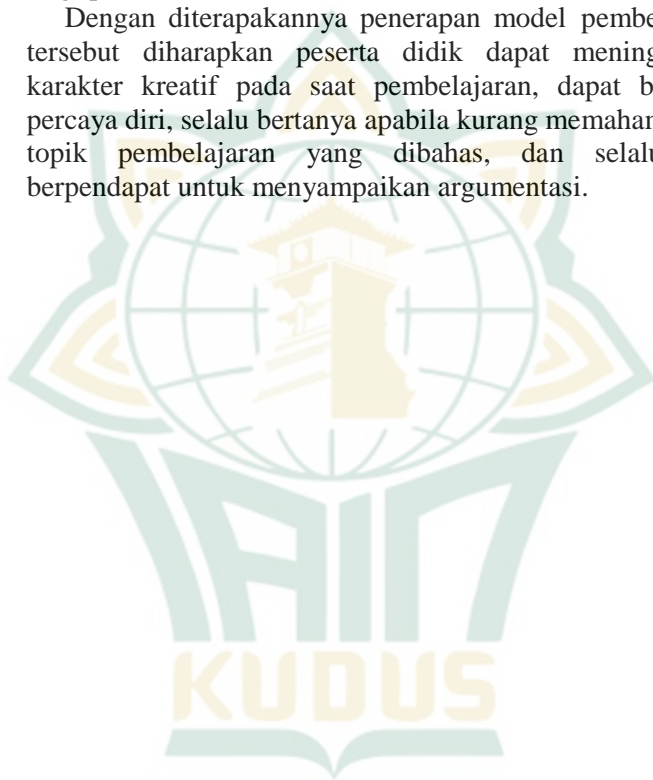 Dengan diterapakannya penerapan model pembe
tersebut diharapkan peserta didik dapat mening
karakter kreatif pada saat pembelajaran, dapat b
percaya diri, selalu bertanya apabila kurang memahan
topik pembelajaran yang dibahas, dan selalu
berpendapat untuk menyampaikan argumentasi.
IAIN
KUDUS